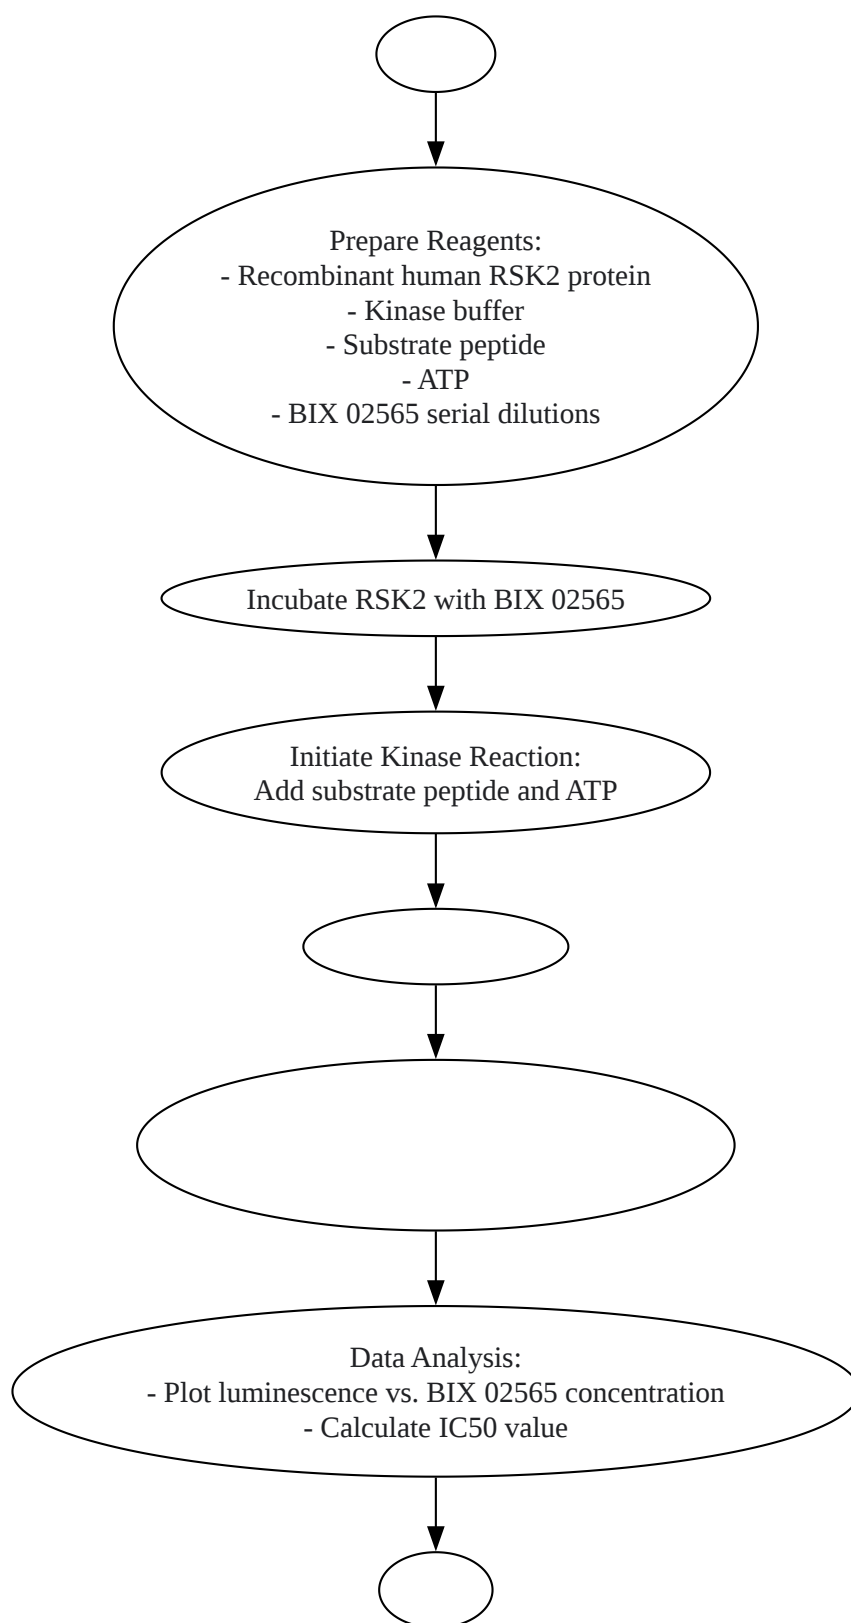 Prepare Reagents:
- Recombinant human RSK2 protein
- Kinase buffer
- Substrate peptide
- ATP
- BIX 02565 serial dilutions
Incubate RSK2 with BIX 02565
Initiate Kinase Reaction:
Add substrate peptide and ATP
Data Analysis:
- Plot luminescence vs. BIX 02565 concentration
- Calculate IC50 value